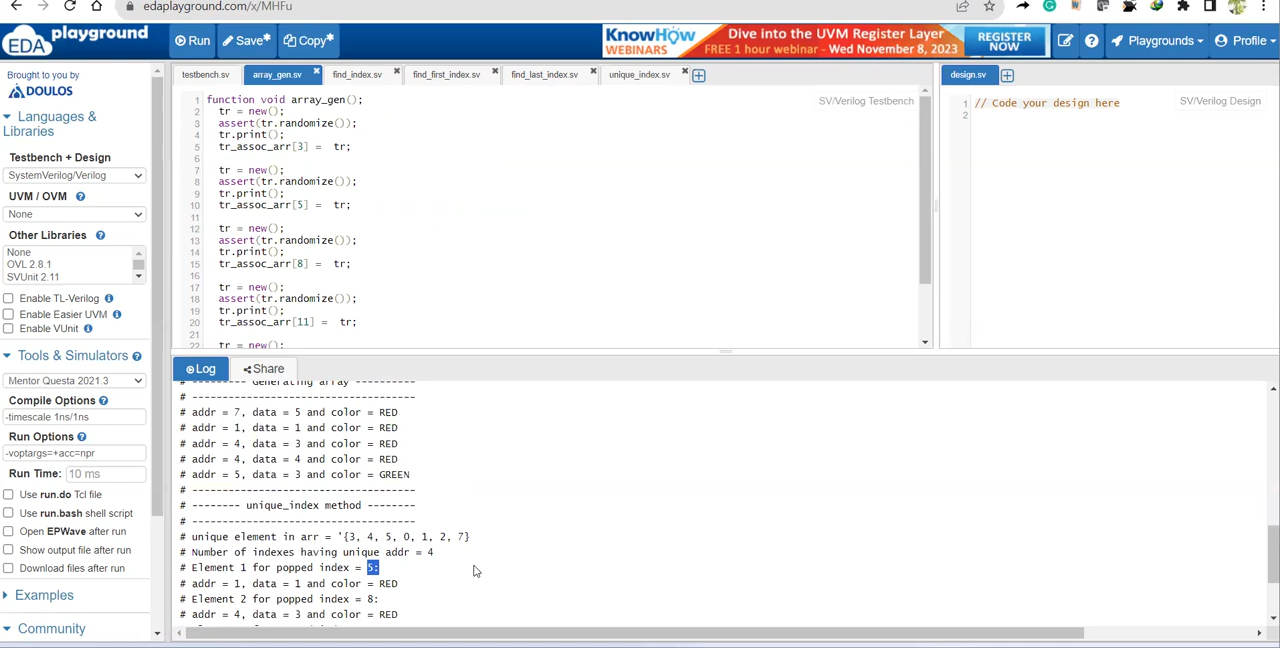 edaplayground.com/x/MHFu
EDA playground
Run
Save*
Copy*
KnowHow WEBINARS
Dive into the UVM Register Layer
FREE 1 hour webinar - Wed November 8, 2023
REGISTER NOW
Playgrounds
Profile
Brought to you by
DOULOS
Languages & Libraries
Testbench + Design
SystemVerilog/Verilog
UVM / OVM
None
Other Libraries
None
OVL 2.8.1
SVUnit 2.11
Enable TL-Verilog
Enable Easier UVM
Enable VUnit
Tools & Simulators
Mentor Questa 2021.3
Compile Options
-timescale 1ns/1ns
Run Options
-voptargs=+acc=npr
Run Time: 10 ms
Use run.do Tcl file
Use run.bash shell script
Open EPWave after run
Show output file after run
Download files after run
Examples
Community
testbench.sv array_gen.sv find_index.sv find_first_index.sv find_last_index.sv unique_index.sv
SV/Verilog Testbench
1 function void array_gen();
2 tr = new();
3 assert(tr.randomize());
4 tr.print();
5 tr_assoc_arr[3] = tr;
6
7 tr = new();
8 assert(tr.randomize());
9 tr.print();
10 tr_assoc_arr[5] = tr;
11
12 tr = new();
13 assert(tr.randomize());
14 tr.print();
15 tr_assoc_arr[8] = tr;
16
17 tr = new();
18 assert(tr.randomize());
19 tr.print();
20 tr_assoc_arr[11] = tr;
21
22 tr = new();
design.sv
SV/Verilog Design
1 // Code your design here
2
Log
Share
# --------- Generating array ----------
# -------------------------------------
# addr = 7, data = 5 and color = RED
# addr = 1, data = 1 and color = RED
# addr = 4, data = 3 and color = RED
# addr = 4, data = 4 and color = RED
# addr = 5, data = 3 and color = GREEN
# -------------------------------------
# -------- unique_index method --------
# -------------------------------------
# unique element in arr = '{3, 4, 5, 0, 1, 2, 7}
# Number of indexes having unique addr = 4
# Element 1 for popped index = 5:
# addr = 1, data = 1 and color = RED
# Element 2 for popped index = 8:
# addr = 4, data = 3 and color = RED